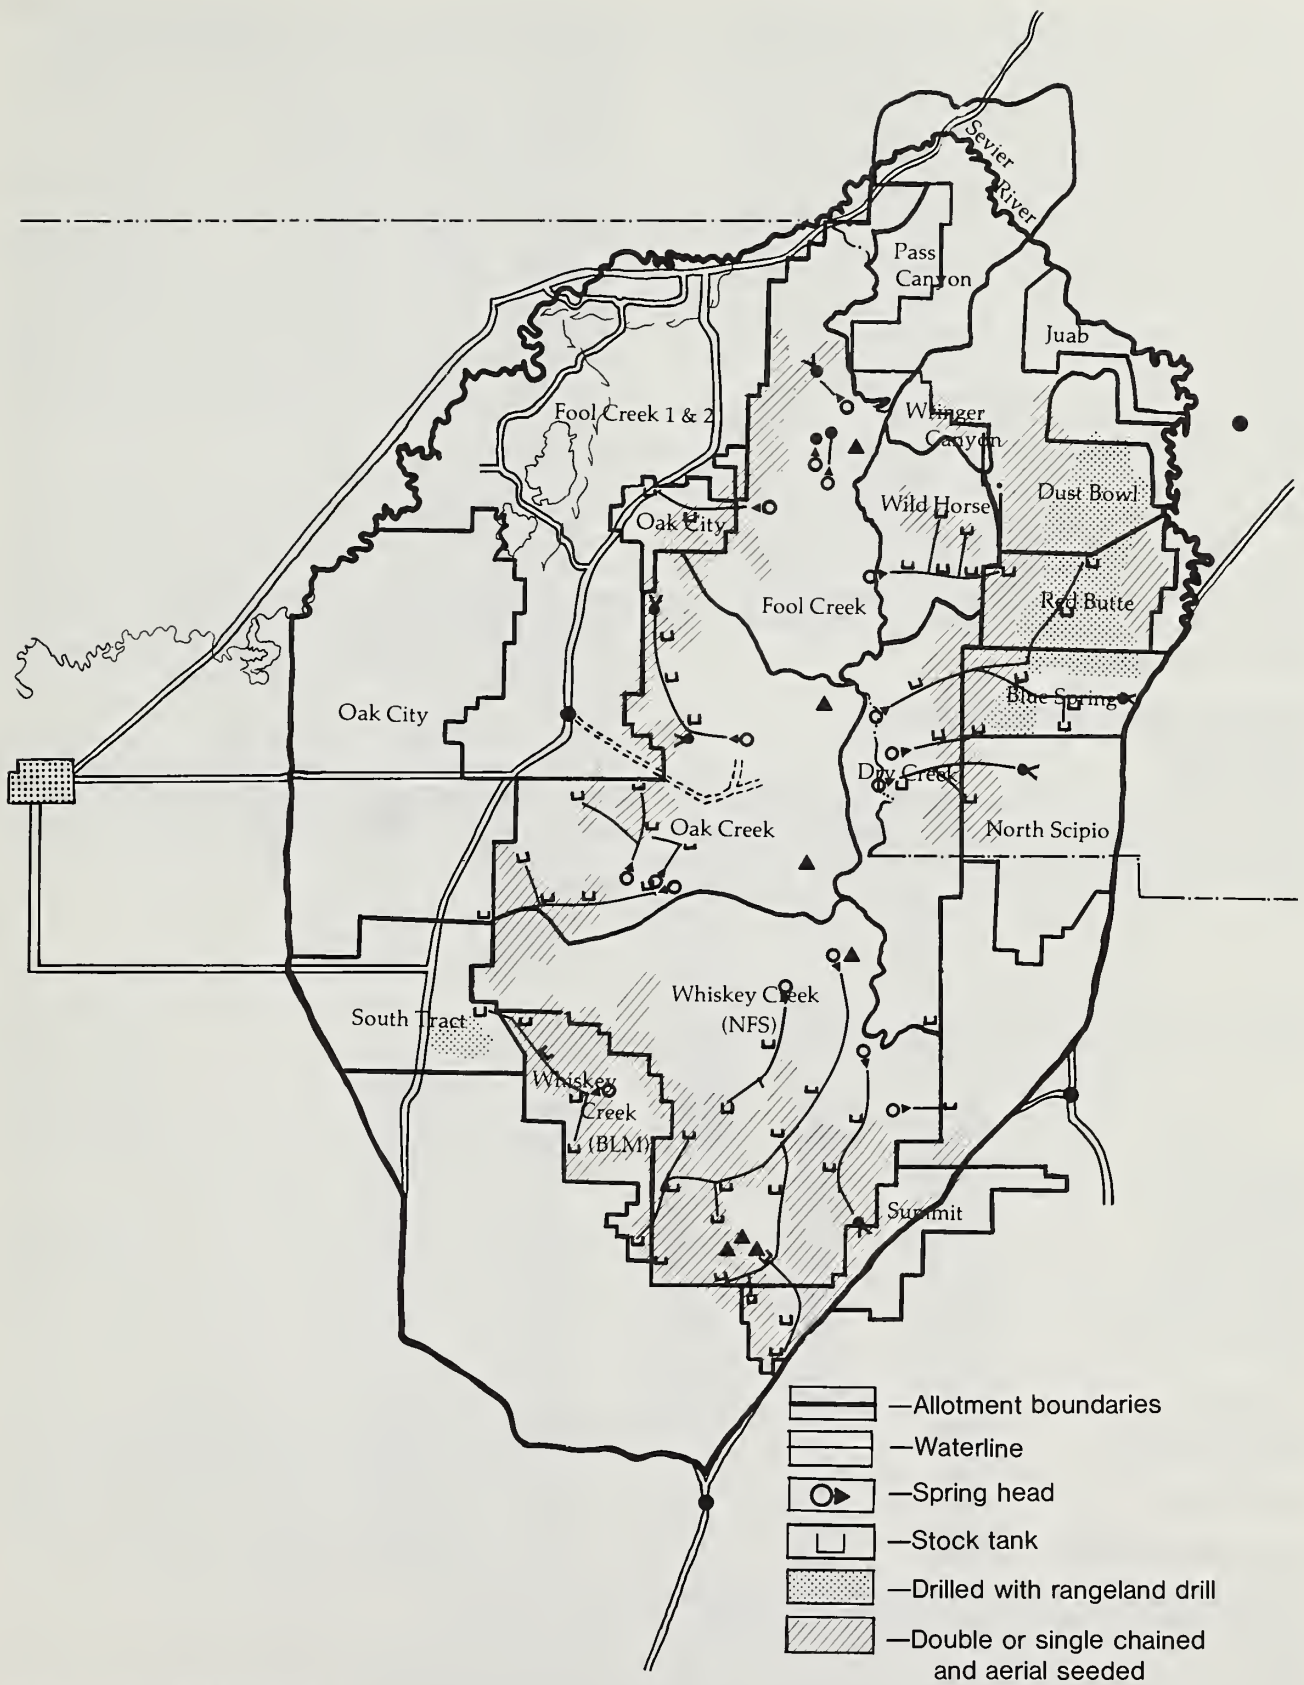 Sevier
River
Pass
Canyon
Juab
Fool Creek 1 & 2
Wringer
Canyon
Dust Bowl
Wild Horse
Oak City
Fool Creek
Red Butte
Oak City
Blue Spring
Dry Creek
Oak Creek
North Scipio
Whiskey Creek
(NFS)
South Tract
Whiskey
Creek
(BLM)
Summit
—Allotment boundaries
—Waterline
—Spring head
—Stock tank
—Drilled with rangeland drill
—Double or single chained
and aerial seeded